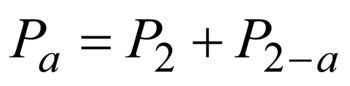 P_a = P_2 + P_{2-a}